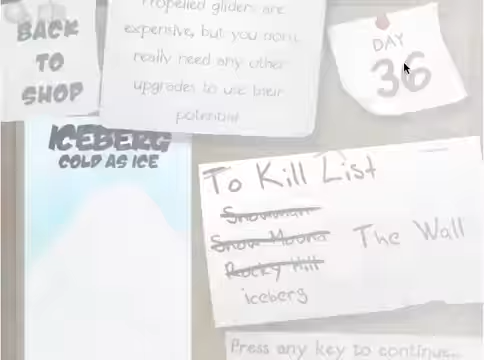 BACK
TO
SHOP
Propelled gliders are
expensive, but you don't
really need any other
upgrades to use their
potential
DAY
36
ICEBERG
COLD AS ICE
To Kill List
Snowman
Snow Mound
Rocky Hill
iceberg
The Wall
Press any key to continue...